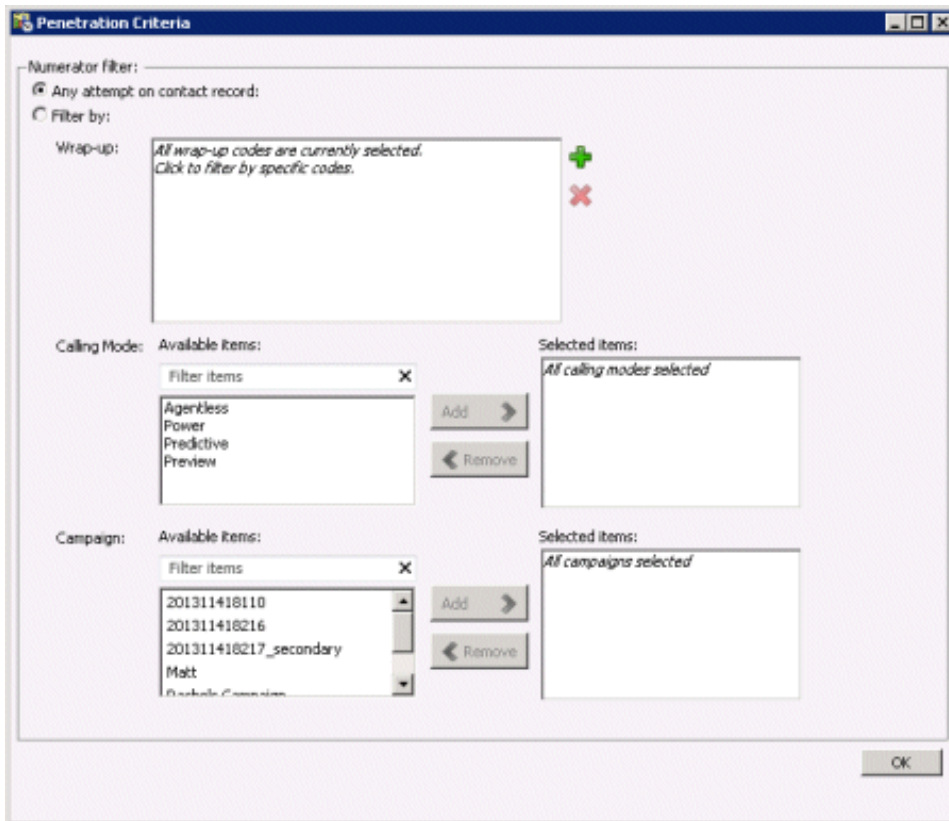 Penetration Criteria
Numerator filter:
Any attempt on contact record:
Filter by:
Wrap-up:
All wrap-up codes are currently selected.
Click to filter by specific codes.
Calling Mode:
Available items:
Selected items:
Filter items
All calling modes selected
Agentless
Power
Predictive
Preview
Add
Remove
Campaign:
Available items:
Selected items:
Filter items
All campaigns selected
201311418110
201311418216
201311418217_secondary
Matt
Add
Remove
OK